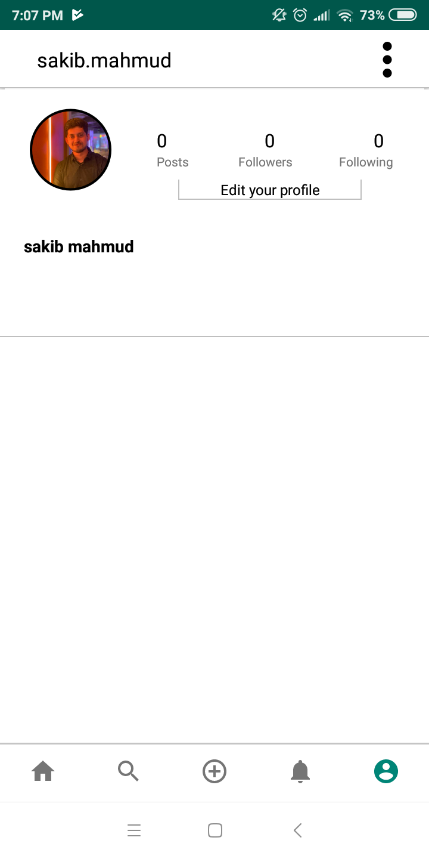 7:07 PM 73%
sakib.mahmud
0 0 0
Posts Followers Following
Edit your profile
sakib mahmud